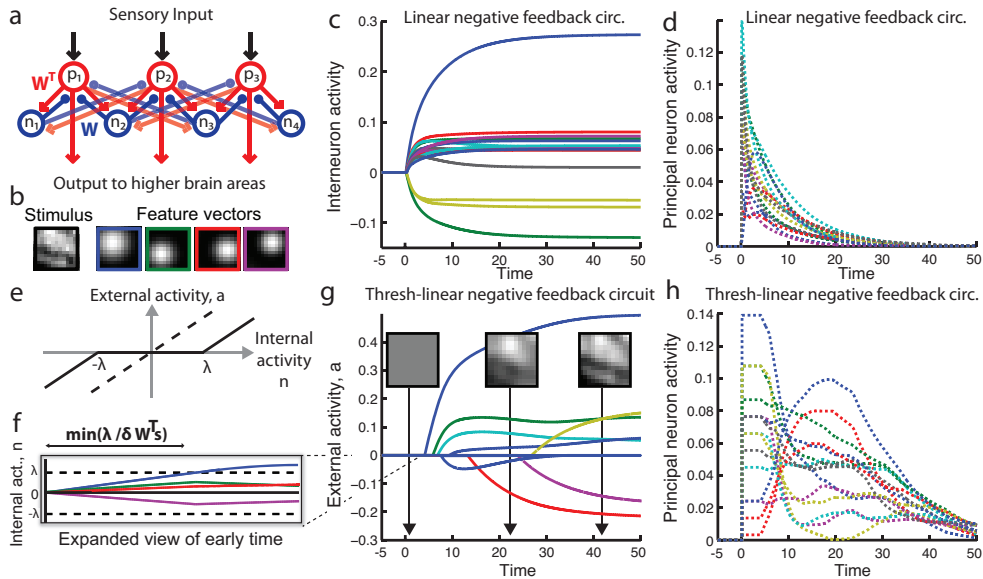 a
Sensory Input
p1
p2
p3
W^T
n1
n2
n3
n4
W
Output to higher brain areas
b
Stimulus
Feature vectors
c
Linear negative feedback circ.
Interneuron activity
0.3
0.2
0.1
0
−0.1
-5 0 10 20 30 40 50
Time
d
Linear negative feedback circ.
Principal neuron activity
0.12
0.08
0.04
0
-5 0 10 20 30 40 50
Time
e
External activity, a
Internal
activity
n
-λ
λ
f
min(λ /δ W^Ts)
Internal act.. n
λ
0
-λ
Expanded view of early time
g
Thresh-linear negative feedback circuit
External activity, a
0.5
0.4
0.3
0.2
0.1
0
−0.1
−0.2
-0.3
-5 0 10 20 30 40 50
Time
h
Thresh-linear negative feedback circ.
Principal neuron activity
0.14
0.12
0.10
0.08
0.06
0.04
0.02
0
-5 0 10 20 30 40 50
Time